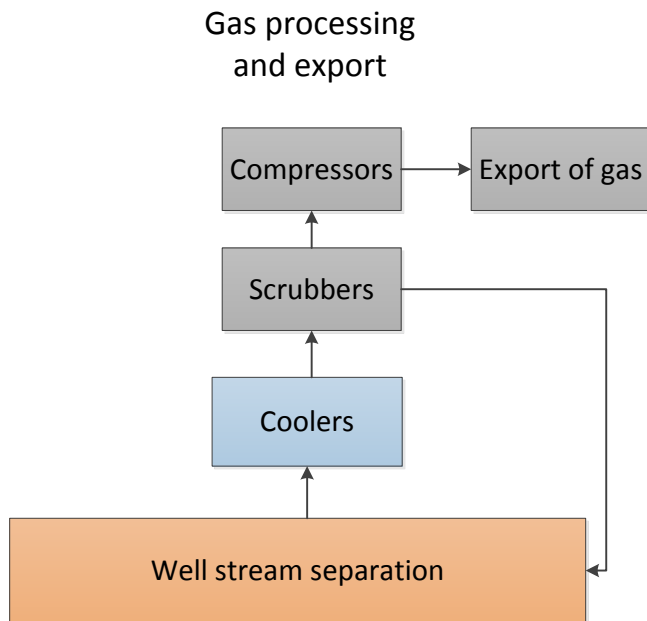 Gas processing
and export
Compressors
Export of gas
Scrubbers
Coolers
Well stream separation